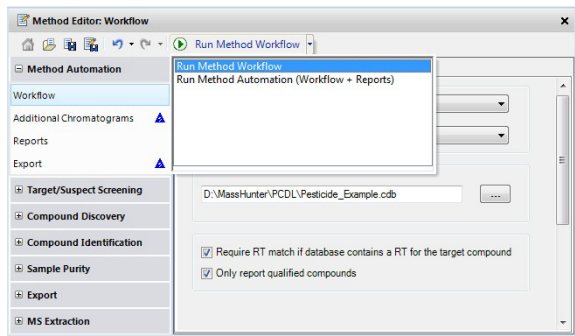 Method Editor: Workflow
Run Method Workflow
Method Automation
Run Method Workflow
Run Method Automation (Workflow + Reports)
Workflow
Additional Chromatograms
Reports
Export
Target/Suspect Screening
D:\MassHunter\PCDL\Pesticide_Example.cdb
...
Compound Discovery
Compound Identification
Require RT match if database contains a RT for the target compound
Sample Purity
Only report qualified compounds
Export
MS Extraction